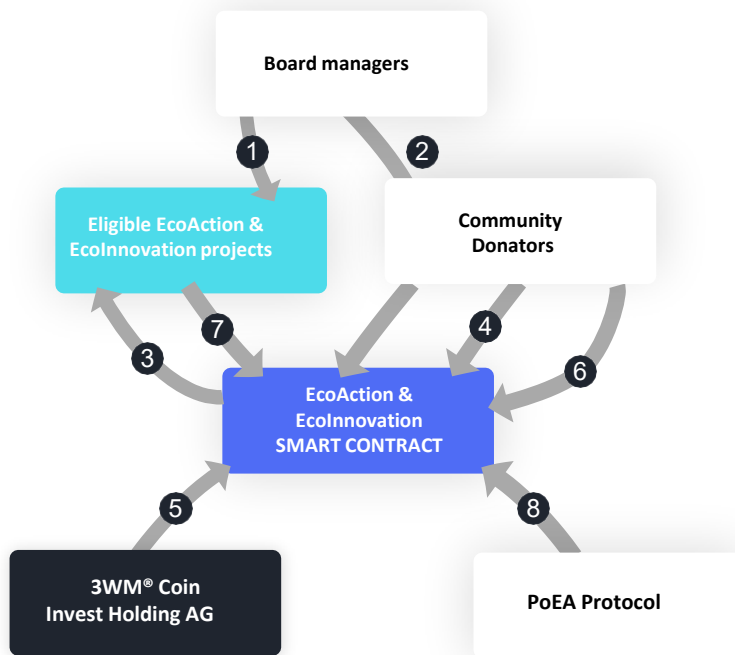 Board managers
1
2
Eligible EcoAction &
EcoInnovation projects
Community
Donators
3
7
4
6
EcoAction &
EcoInnovation
SMART CONTRACT
5
8
3WM® Coin
Invest Holding AG
PoEA Protocol